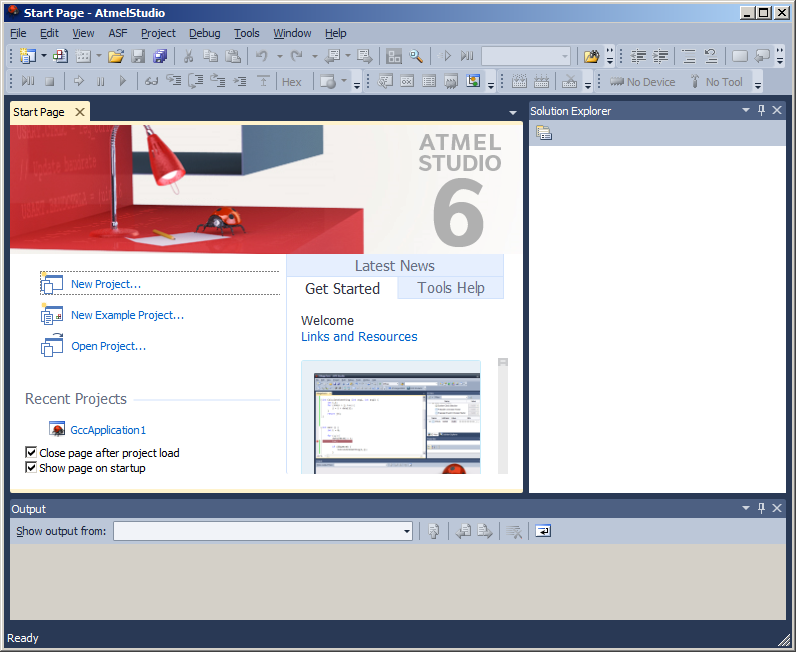 Start Page - AtmelStudio
File Edit View ASF Project Debug Tools Window Help
Hex No Device No Tool
Start Page
Solution Explorer
ATMEL
STUDIO
6
New Project...
New Example Project...
Open Project...
Recent Projects
GccApplication1
Close page after project load
Show page on startup
Latest News
Get Started Tools Help
Welcome
Links and Resources
Output
Show output from:
Ready